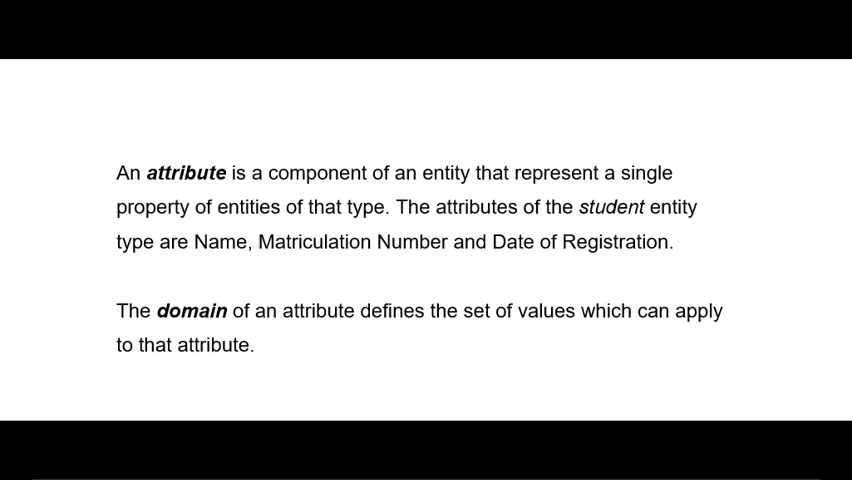 An attribute is a component of an entity that represent a single
property of entities of that type. The attributes of the student entity
type are Name, Matriculation Number and Date of Registration.
The domain of an attribute defines the set of values which can apply
to that attribute.